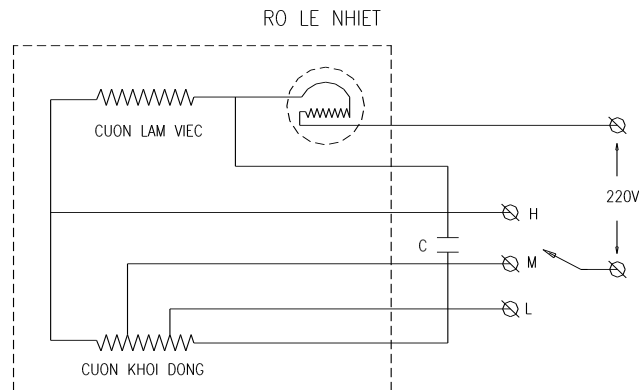 RO LE NHIET
CUON LAM VIEC
220V
H
C
M
L
CUON KHOI DONG